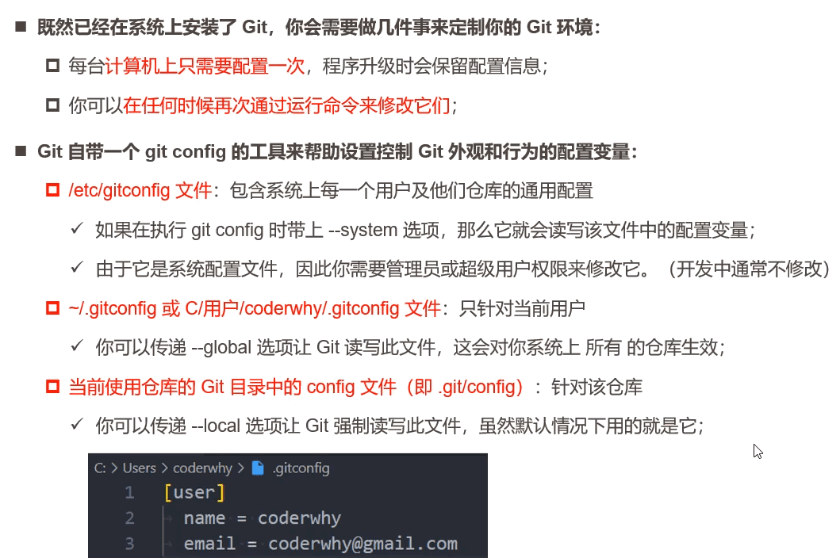 既然已经在系统上安装了 Git，你会需要做几件事来定制你的 Git 环境：
每台计算机上只需要配置一次，程序升级时会保留配置信息；
你可以在任何时候再次通过运行命令来修改它们；
Git 自带一个 git config 的工具来帮助设置控制 Git 外观和行为的配置变量：
/etc/gitconfig 文件：包含系统上每一个用户及他们仓库的通用配置
如果在执行 git config 时带上 --system 选项，那么它就会读写该文件中的配置变量；
由于它是系统配置文件，因此你需要管理员或超级用户权限来修改它。（开发中通常不修改）
~/.gitconfig 或 C/用户/coderwhy/.gitconfig 文件：只针对当前用户
你可以传递 --global 选项让 Git 读写此文件，这会对你系统上 所有 的仓库生效；
当前使用仓库的 Git 目录中的 config 文件（即 .git/config）：针对该仓库
你可以传递 --local 选项让 Git 强制读写此文件，虽然默认情况下用的就是它；
C: > Users > coderwhy > .gitconfig
1 [user]
2 name = coderwhy
3 email = coderwhy@gmail.com